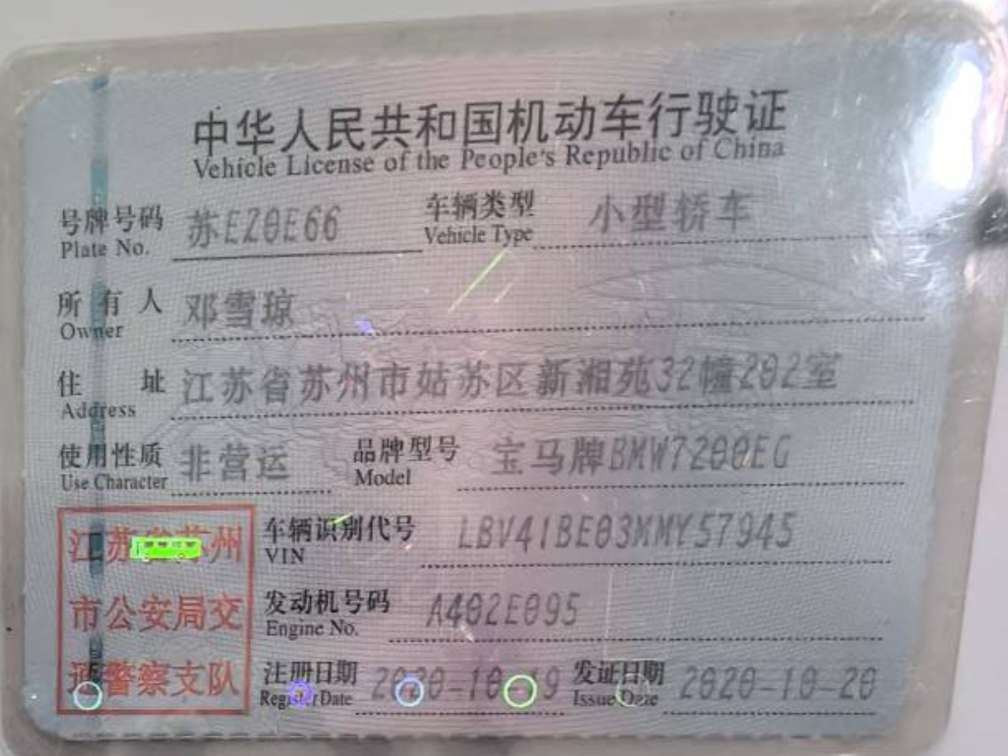 中华人民共和国机动车行驶证
Vehicle License of the People's Republic of China
号牌号码 苏EZ0E66 车辆类型 小型轿车
Plate No. Vehicle Type
所有人 邓雪琼
Owner
住址 江苏省苏州市姑苏区新湘苑32幢202室
Address
使用性质 非营运 品牌型号 宝马牌BMW7200EG
Use Character Model
江苏省苏州 车辆识别代号 LBV41BE03MMY57945
VIN
市公安局交 发动机号码 A402E095
Engine No.
通警察支队 注册日期 2020-10-19 发证日期 2020-10-20
Register Date Issue Date